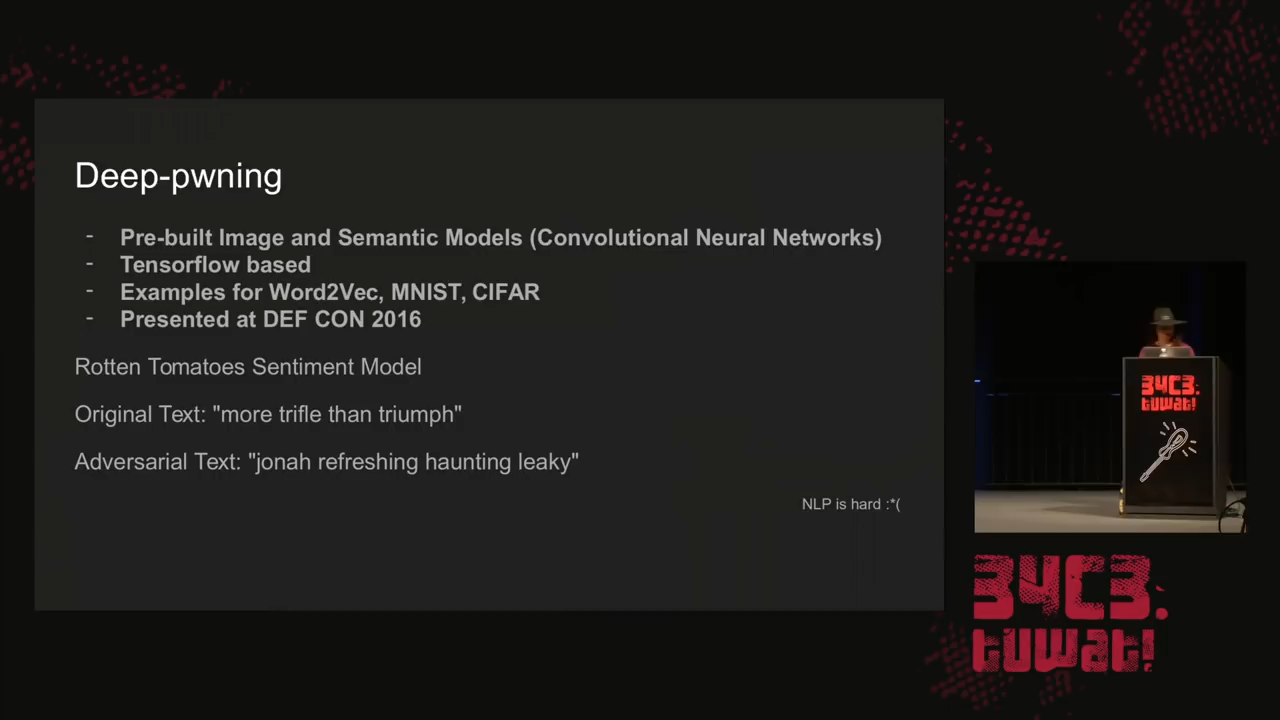 Deep-pwning
- Pre-built Image and Semantic Models (Convolutional Neural Networks)
- Tensorflow based
- Examples for Word2Vec, MNIST, CIFAR
- Presented at DEF CON 2016
Rotten Tomatoes Sentiment Model
Original Text: "more trifle than triumph"
Adversarial Text: "jonah refreshing haunting leaky"
NLP is hard :*(
34C3.
tuwat!
34C3.
tuwat!